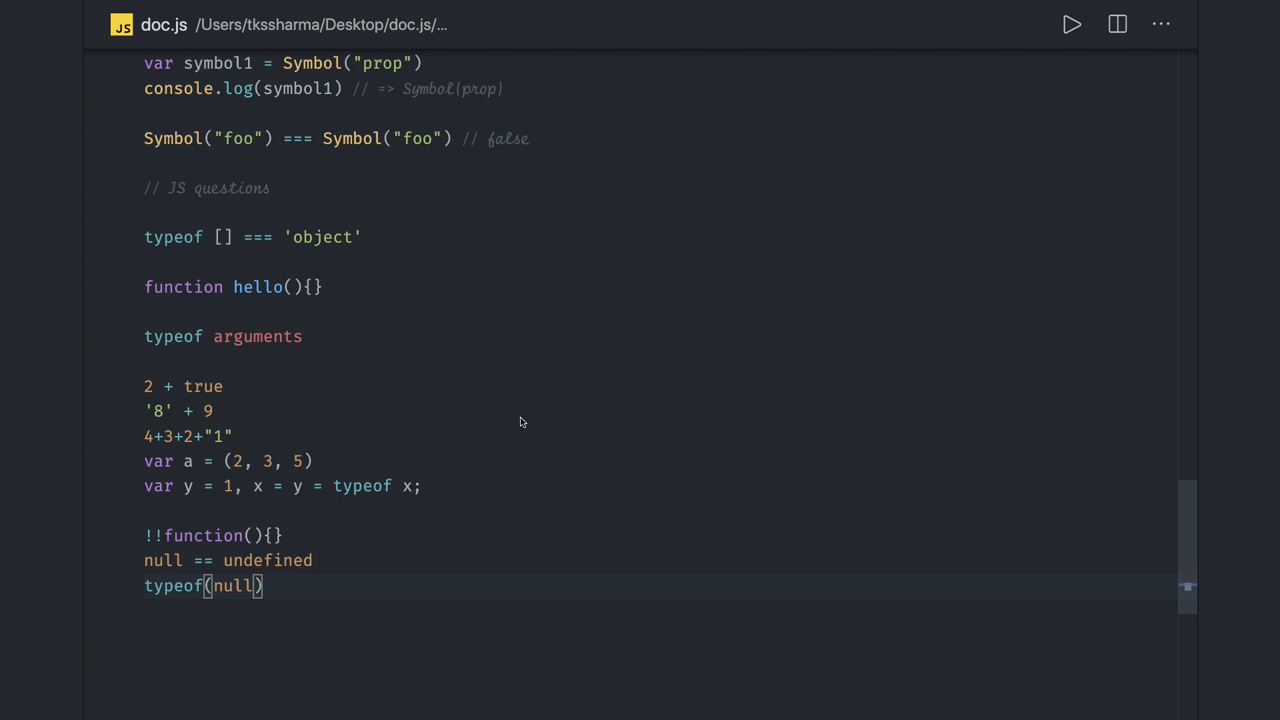 JS doc.js /Users/tkssharma/Desktop/doc.js/...
var symbol1 = Symbol("prop")
console.log(symbol1) // => Symbol(prop)
Symbol("foo") === Symbol("foo") // false
// JS questions
typeof [] === 'object'
function hello(){}
typeof arguments
2 + true
'8' + 9
4+3+2+"1"
var a = (2, 3, 5)
var y = 1, x = y = typeof x;
!!function(){}
null == undefined
typeof(null)